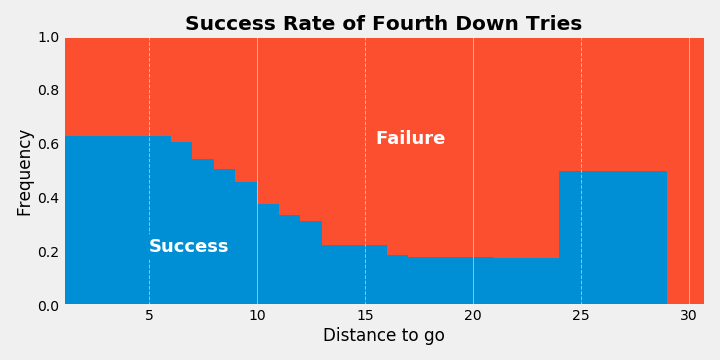 Success Rate of Fourth Down Tries
1.0
0.8
0.6
0.4
0.2
0.0
Frequency
Failure
Success
5 10 15 20 25 30
Distance to go